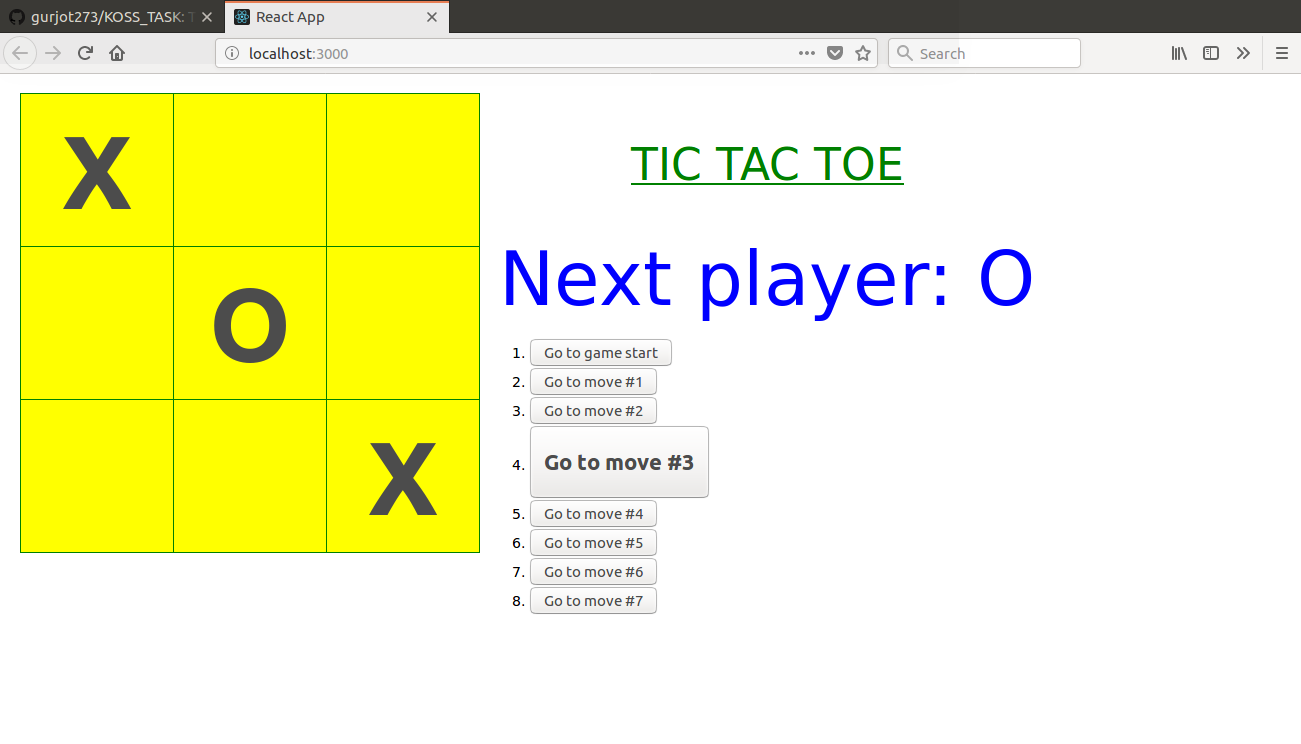 gurjot273/KOSS_TASK: T
React App
localhost:3000
Search
X
O
X
TIC TAC TOE
Next player: O
1. Go to game start
2. Go to move #1
3. Go to move #2
4. Go to move #3
5. Go to move #4
6. Go to move #5
7. Go to move #6
8. Go to move #7